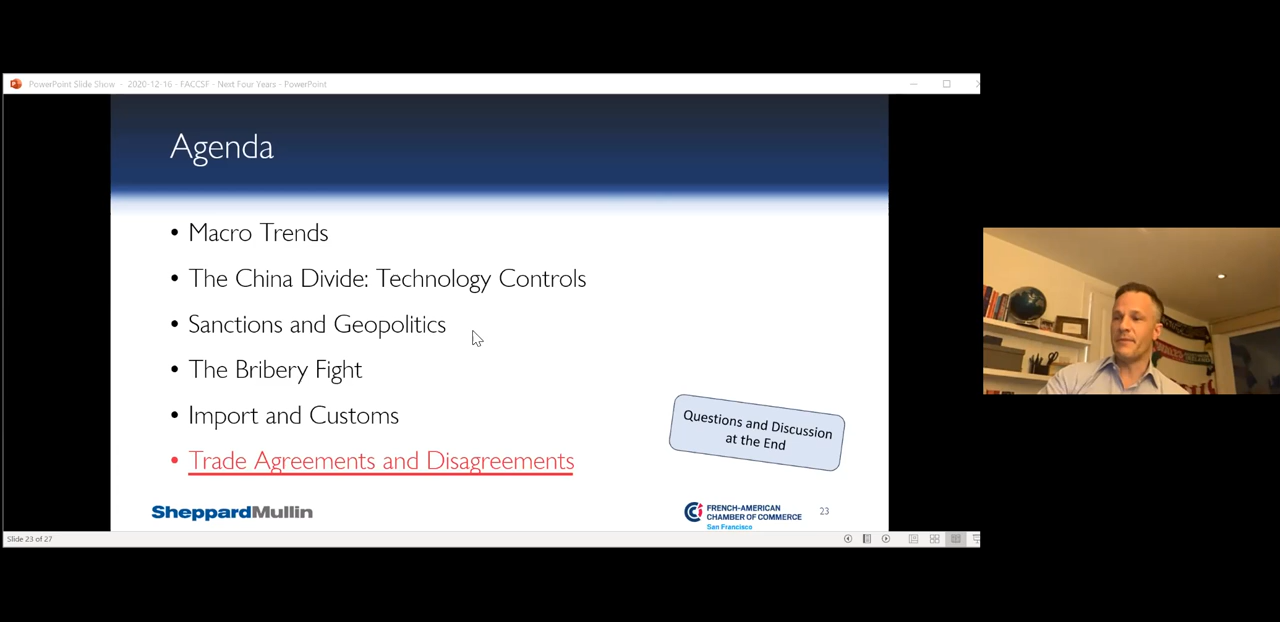 PowerPoint Slide Show - 2020-12-16 - FACCSF - Next Four Years - PowerPoint
Agenda
• Macro Trends
• The China Divide: Technology Controls
• Sanctions and Geopolitics
• The Bribery Fight
• Import and Customs
• Trade Agreements and Disagreements
Questions and Discussion
at the End
SheppardMullin
CCI FRENCH-AMERICAN
CHAMBER OF COMMERCE
San Francisco
23
Slide 23 of 27